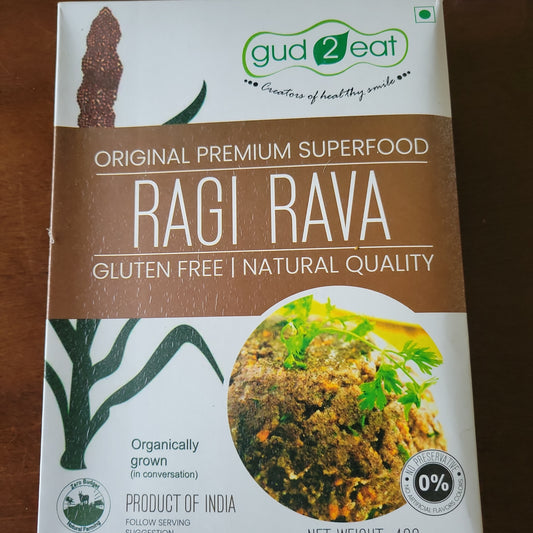 gud 2 eat
Creators of healthy smile
ORIGINAL PREMIUM SUPERFOOD
RAGI RAVA
GLUTEN FREE | NATURAL QUALITY
Organically
grown
(in conversation)
Zero Budget
Natural Farming
NO PRESERVATIVE
0%
NO ARTIFICIAL FLAVORS COLORS
PRODUCT OF INDIA
FOLLOW SERVING
SUGGESTION
NET WEIGHT